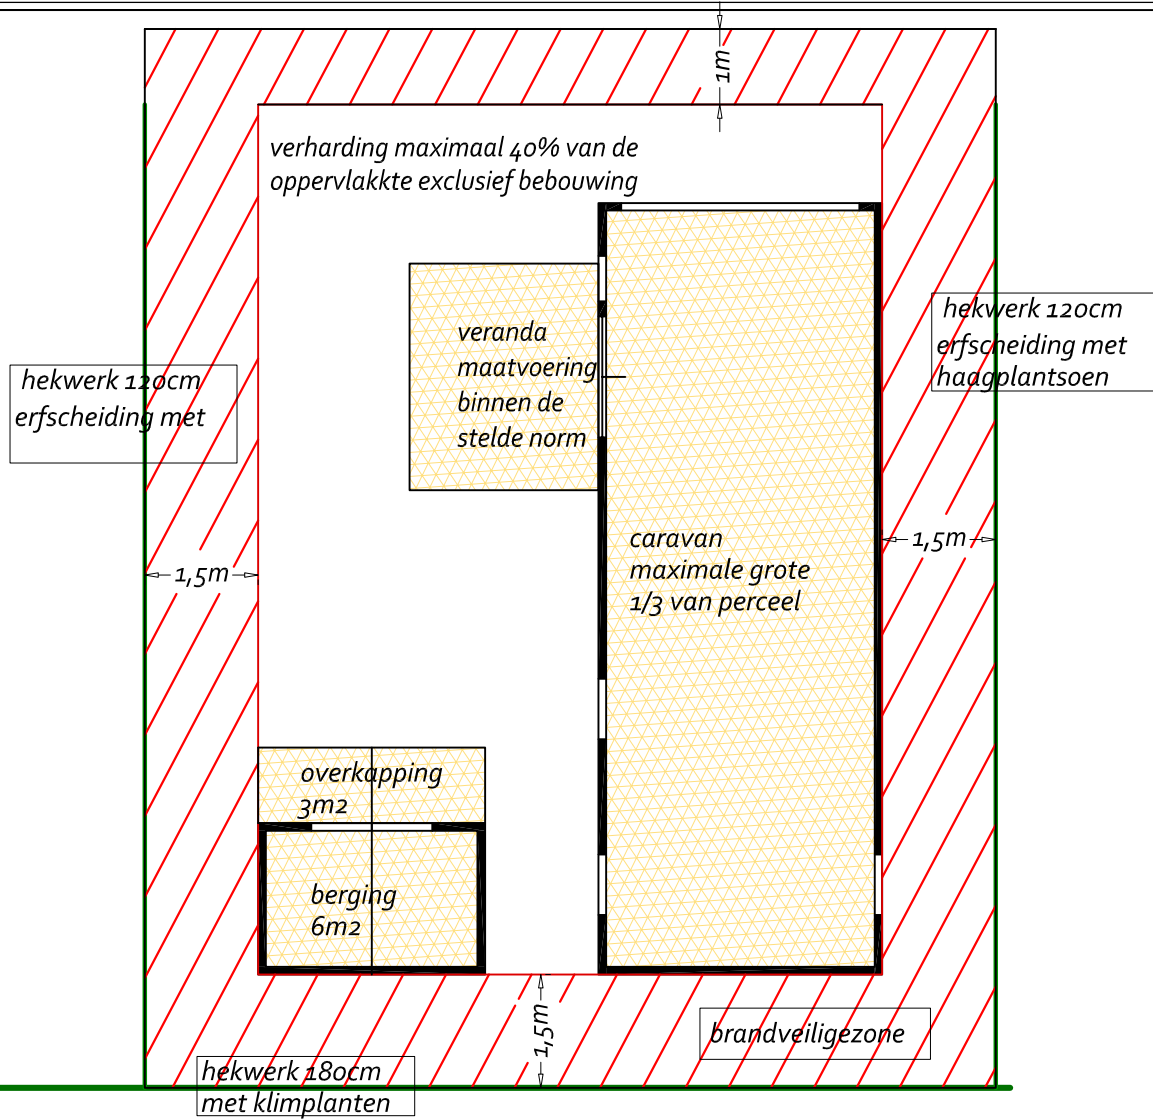 1m
verharding maximaal 40% van de
oppervlakkte exclusief bebouwing
hekwerk 120cm
erfscheiding met
haagplantsoen
veranda
maatvoering
binnen de
stelde norm
hekwerk 120cm
erfscheiding met
caravan
maximale grote
1/3 van perceel
1,5m
1,5m
overkapping
3m2
berging
6m2
1,5m
brandveiligezone
hekwerk 180cm
met klimplanten